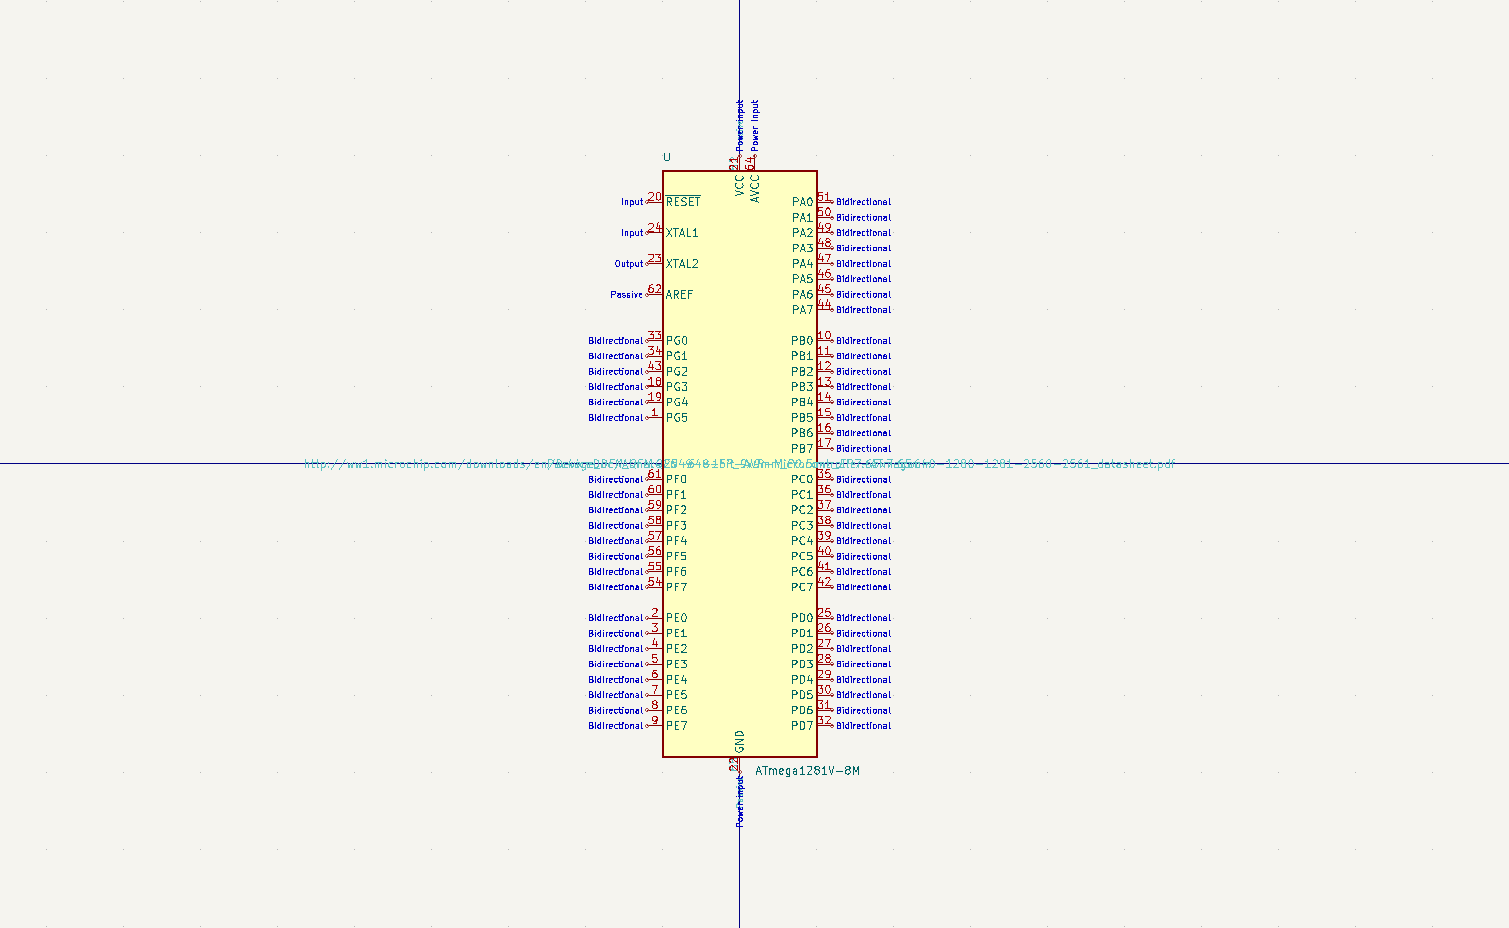 Power Input
Power Input
U
64
VCC
AVCC
Input 20 RESET PA0 51 Bidirectional
PA1 50 Bidirectional
Input 24 XTAL1 PA2 49 Bidirectional
PA3 48 Bidirectional
Output 23 XTAL2 PA4 47 Bidirectional
PA5 46 Bidirectional
Passive 62 AREF PA6 45 Bidirectional
PA7 44 Bidirectional
Bidirectional 33 PG0 PB0 10 Bidirectional
Bidirectional 34 PG1 PB1 11 Bidirectional
Bidirectional 43 PG2 PB2 12 Bidirectional
Bidirectional 18 PG3 PB3 13 Bidirectional
Bidirectional 19 PG4 PB4 14 Bidirectional
Bidirectional 1 PG5 PB5 15 Bidirectional
PB6 16 Bidirectional
PB7 17 Bidirectional
Bidirectional 61 PF0 PC0 35 Bidirectional
Bidirectional 60 PF1 PC1 36 Bidirectional
Bidirectional 59 PF2 PC2 37 Bidirectional
Bidirectional 58 PF3 PC3 38 Bidirectional
Bidirectional 57 PF4 PC4 39 Bidirectional
Bidirectional 56 PF5 PC5 40 Bidirectional
Bidirectional 55 PF6 PC6 41 Bidirectional
Bidirectional 54 PF7 PC7 42 Bidirectional
Bidirectional 2 PE0 PD0 25 Bidirectional
Bidirectional 3 PE1 PD1 26 Bidirectional
Bidirectional 4 PE2 PD2 27 Bidirectional
Bidirectional 5 PE3 PD3 28 Bidirectional
Bidirectional 6 PE4 PD4 29 Bidirectional
Bidirectional 7 PE5 PD5 30 Bidirectional
Bidirectional 8 PE6 PD6 31 Bidirectional
Bidirectional 9 PE7 PD7 32 Bidirectional
GND
ATmega1281V-8M
Power Input